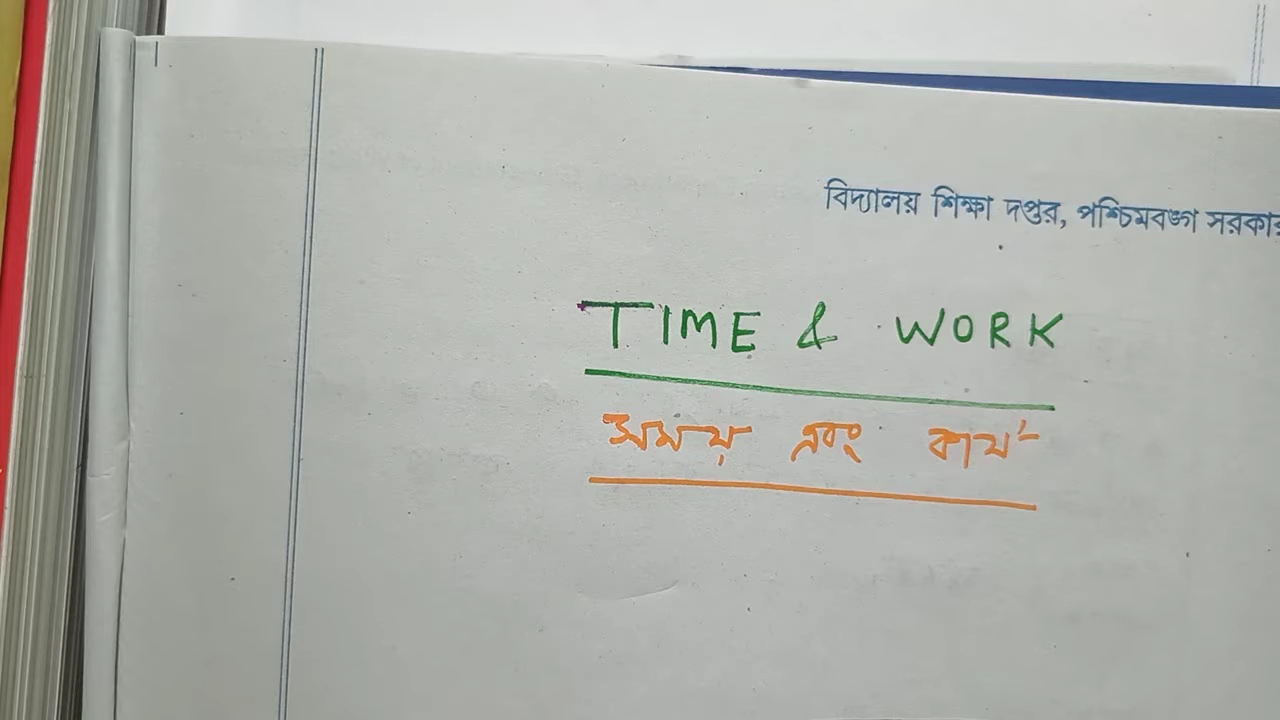 বিদ্যালয় শিক্ষা দপ্তর, পশ্চিমবঙ্গ সরকার
TIME & WORK
সময় এবং কার্য